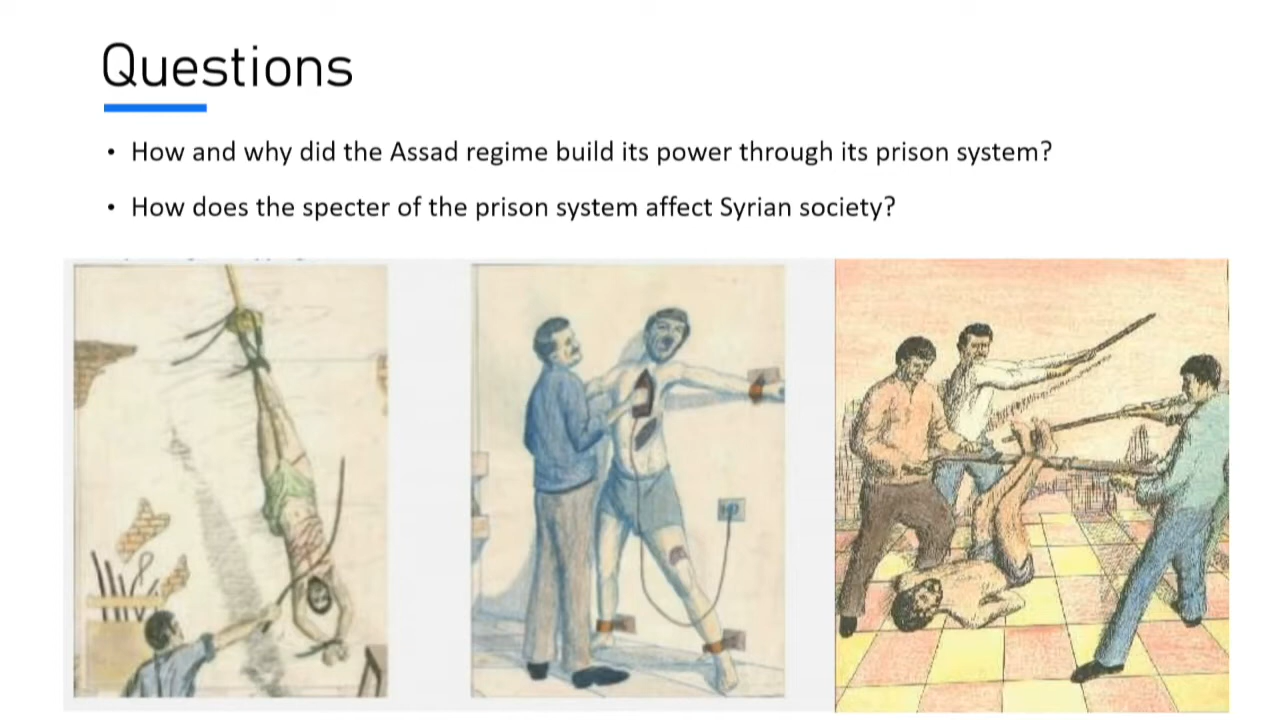 Questions
• How and why did the Assad regime build its power through its prison system?
• How does the specter of the prison system affect Syrian society?